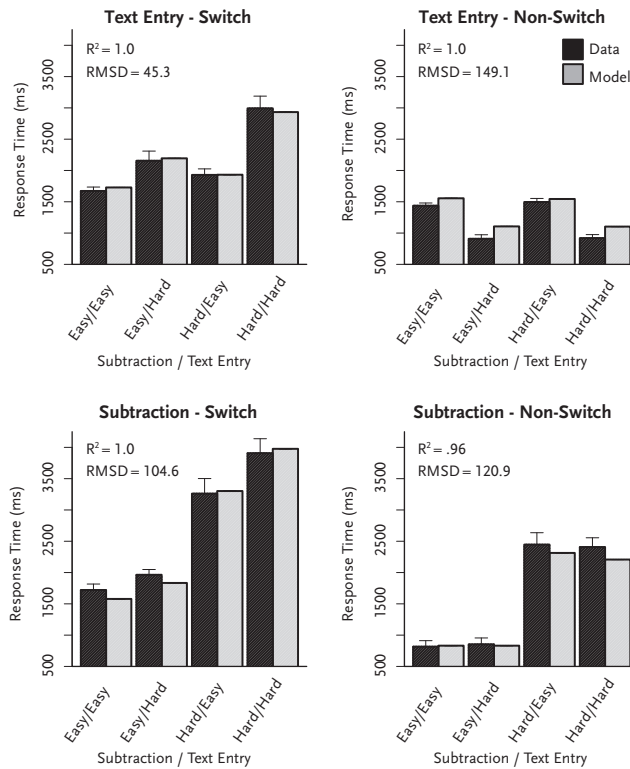 Text Entry - Switch
R² = 1.0
RMSD = 45.3
Response Time (ms)
3500
2500
1500
500
Easy/Easy
Easy/Hard
Hard/Easy
Hard/Hard
Subtraction / Text Entry
Text Entry - Non-Switch
R² = 1.0
RMSD = 149.1
Data
Model
Response Time (ms)
3500
2500
1500
500
Easy/Easy
Easy/Hard
Hard/Easy
Hard/Hard
Subtraction / Text Entry
Subtraction - Switch
R² = 1.0
RMSD = 104.6
Response Time (ms)
3500
2500
1500
500
Easy/Easy
Easy/Hard
Hard/Easy
Hard/Hard
Subtraction / Text Entry
Subtraction - Non-Switch
R² = .96
RMSD = 120.9
Response Time (ms)
3500
2500
1500
500
Easy/Easy
Easy/Hard
Hard/Easy
Hard/Hard
Subtraction / Text Entry